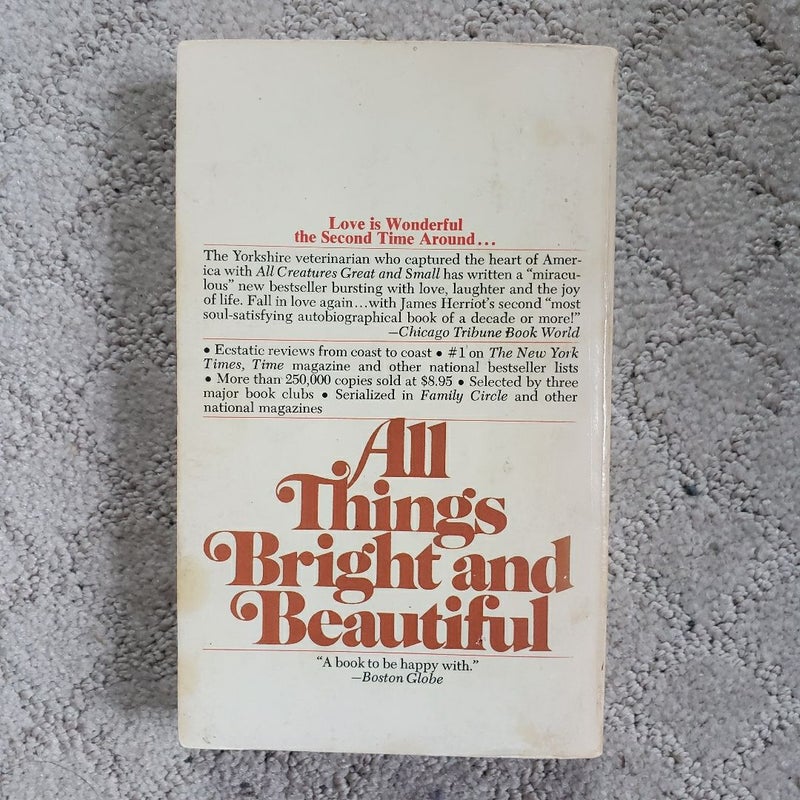 Love is Wonderful
the Second Time Around...
The Yorkshire veterinarian who captured the heart of Amer-
ica with All Creatures Great and Small has written a “miracu-
lous” new bestseller bursting with love, laughter and the joy
of life. Fall in love again...with James Herriot's second “most
soul-satisfying autobiographical book of a decade or more!”
—Chicago Tribune Book World
• Ecstatic reviews from coast to coast • #1 on The New York
Times, Time magazine and other national bestseller lists
• More than 250,000 copies sold at $8.95 • Selected by three
major book clubs • Serialized in Family Circle and other
national magazines
All
Things
Bright and
Beautiful
“A book to be happy with.”
—Boston Globe